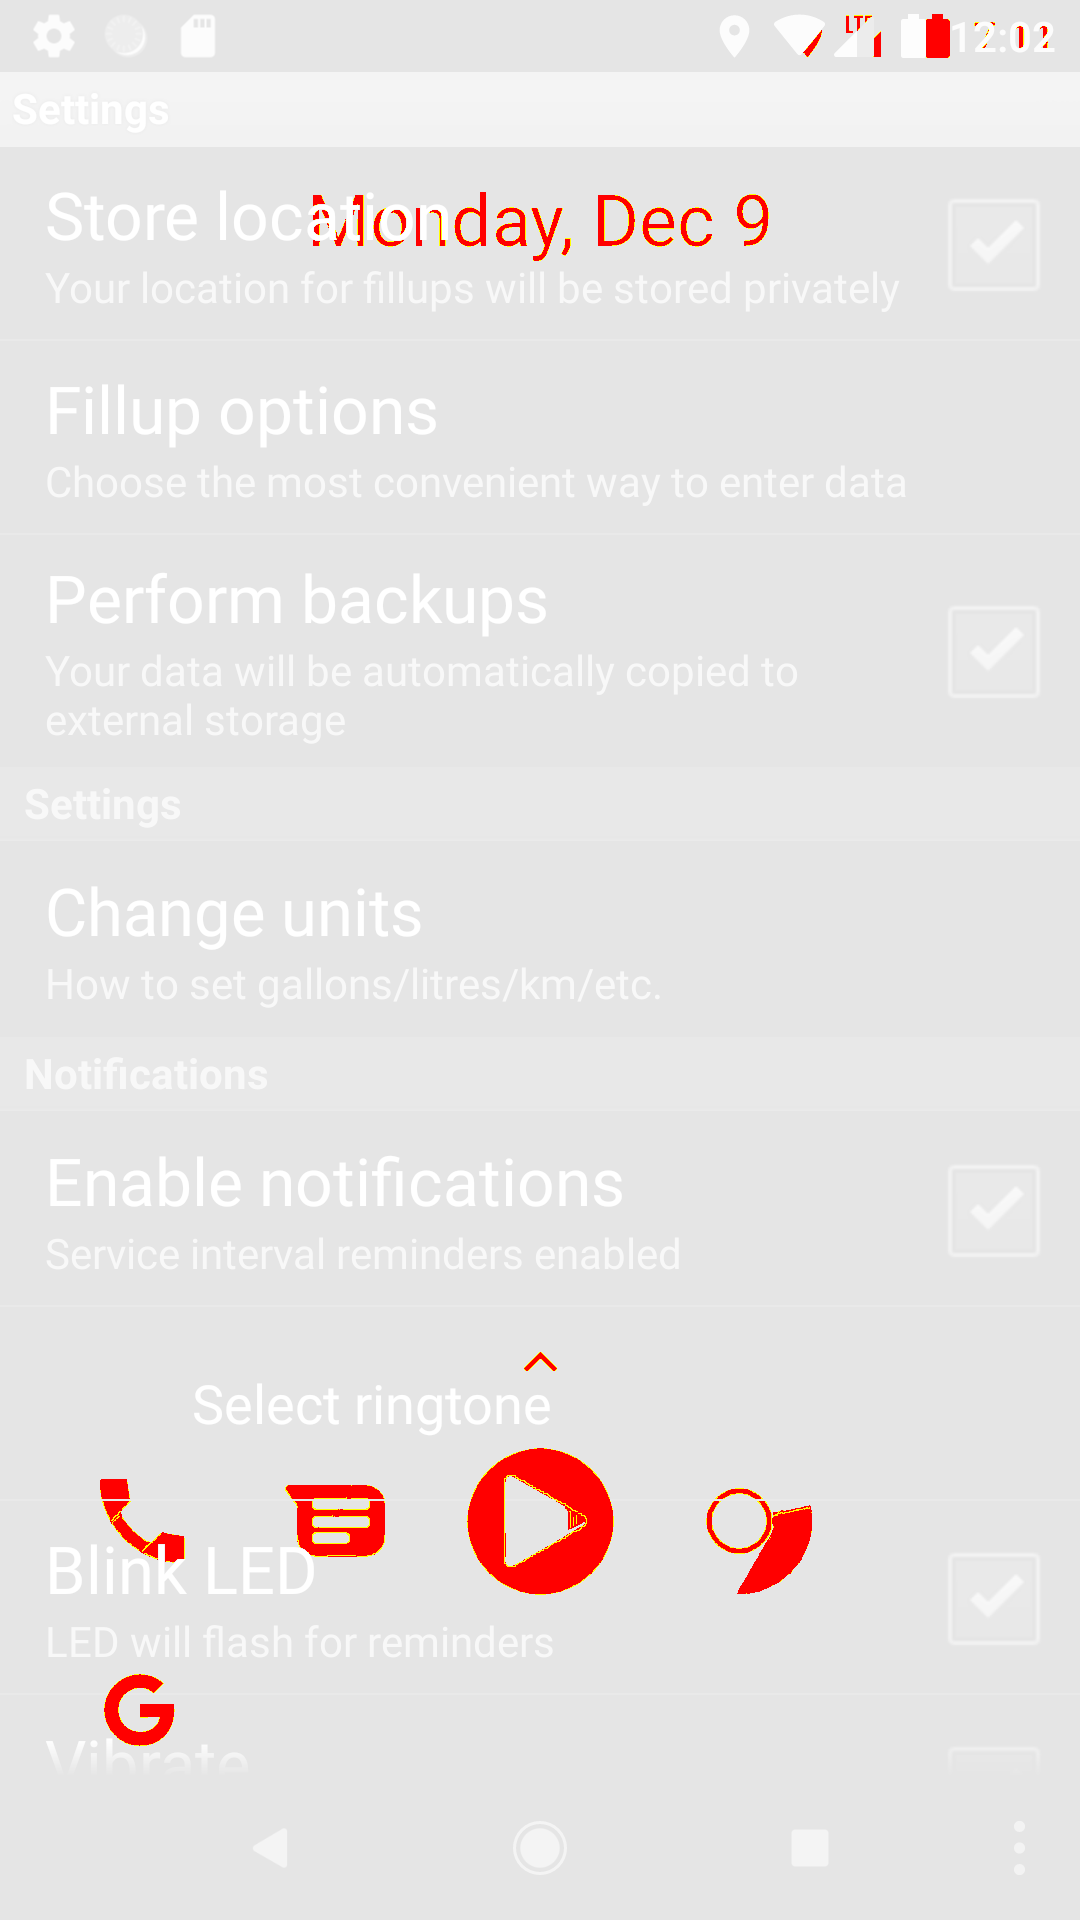 LTE 12:02
Settings
Store location
Monday, Dec 9
Your location for fillups will be stored privately
Fillup options
Choose the most convenient way to enter data
Perform backups
Your data will be automatically copied to
external storage
Settings
Change units
How to set gallons/litres/km/etc.
Notifications
Enable notifications
Service interval reminders enabled
Select ringtone
Blink LED
LED will flash for reminders
G
Vibrate